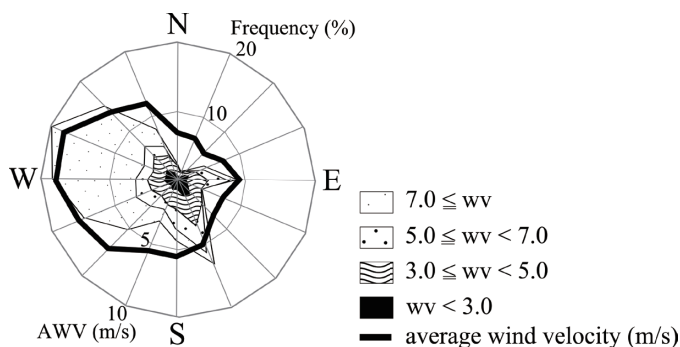 N
Frequency (%)
20
10
W
E
5
10
AWV (m/s)
S
7.0 ≦ wv
5.0 ≦ wv < 7.0
3.0 ≦ wv < 5.0
wv < 3.0
average wind velocity (m/s)